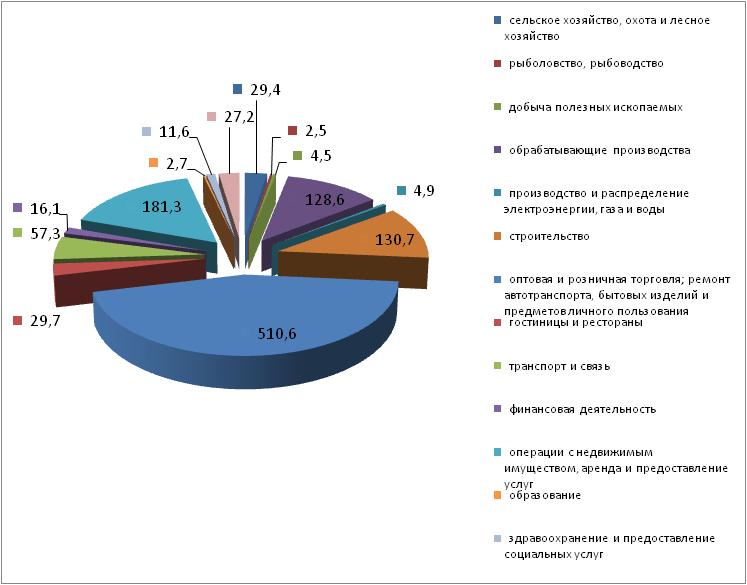 29,4
27,2
2,5
11,6
4,5
2,7
4,9
181,3
128,6
16,1
57,3
130,7
29,7
510,6
сельское хозяйство, охота и лесное
хозяйство
рыболовство, рыбоводство
добыча полезных ископаемых
обрабатывающие производства
производство и распределение
электроэнергии, газа и воды
строительство
оптовая и розничная торговля; ремонт
автотранспорта, бытовых изделий и
предметов личного пользования
гостиницы и рестораны
транспорт и связь
финансовая деятельность
операции с недвижимым
имуществом, аренда и предоставление
услуг
образование
здравоохранение и предоставление
социальных услуг